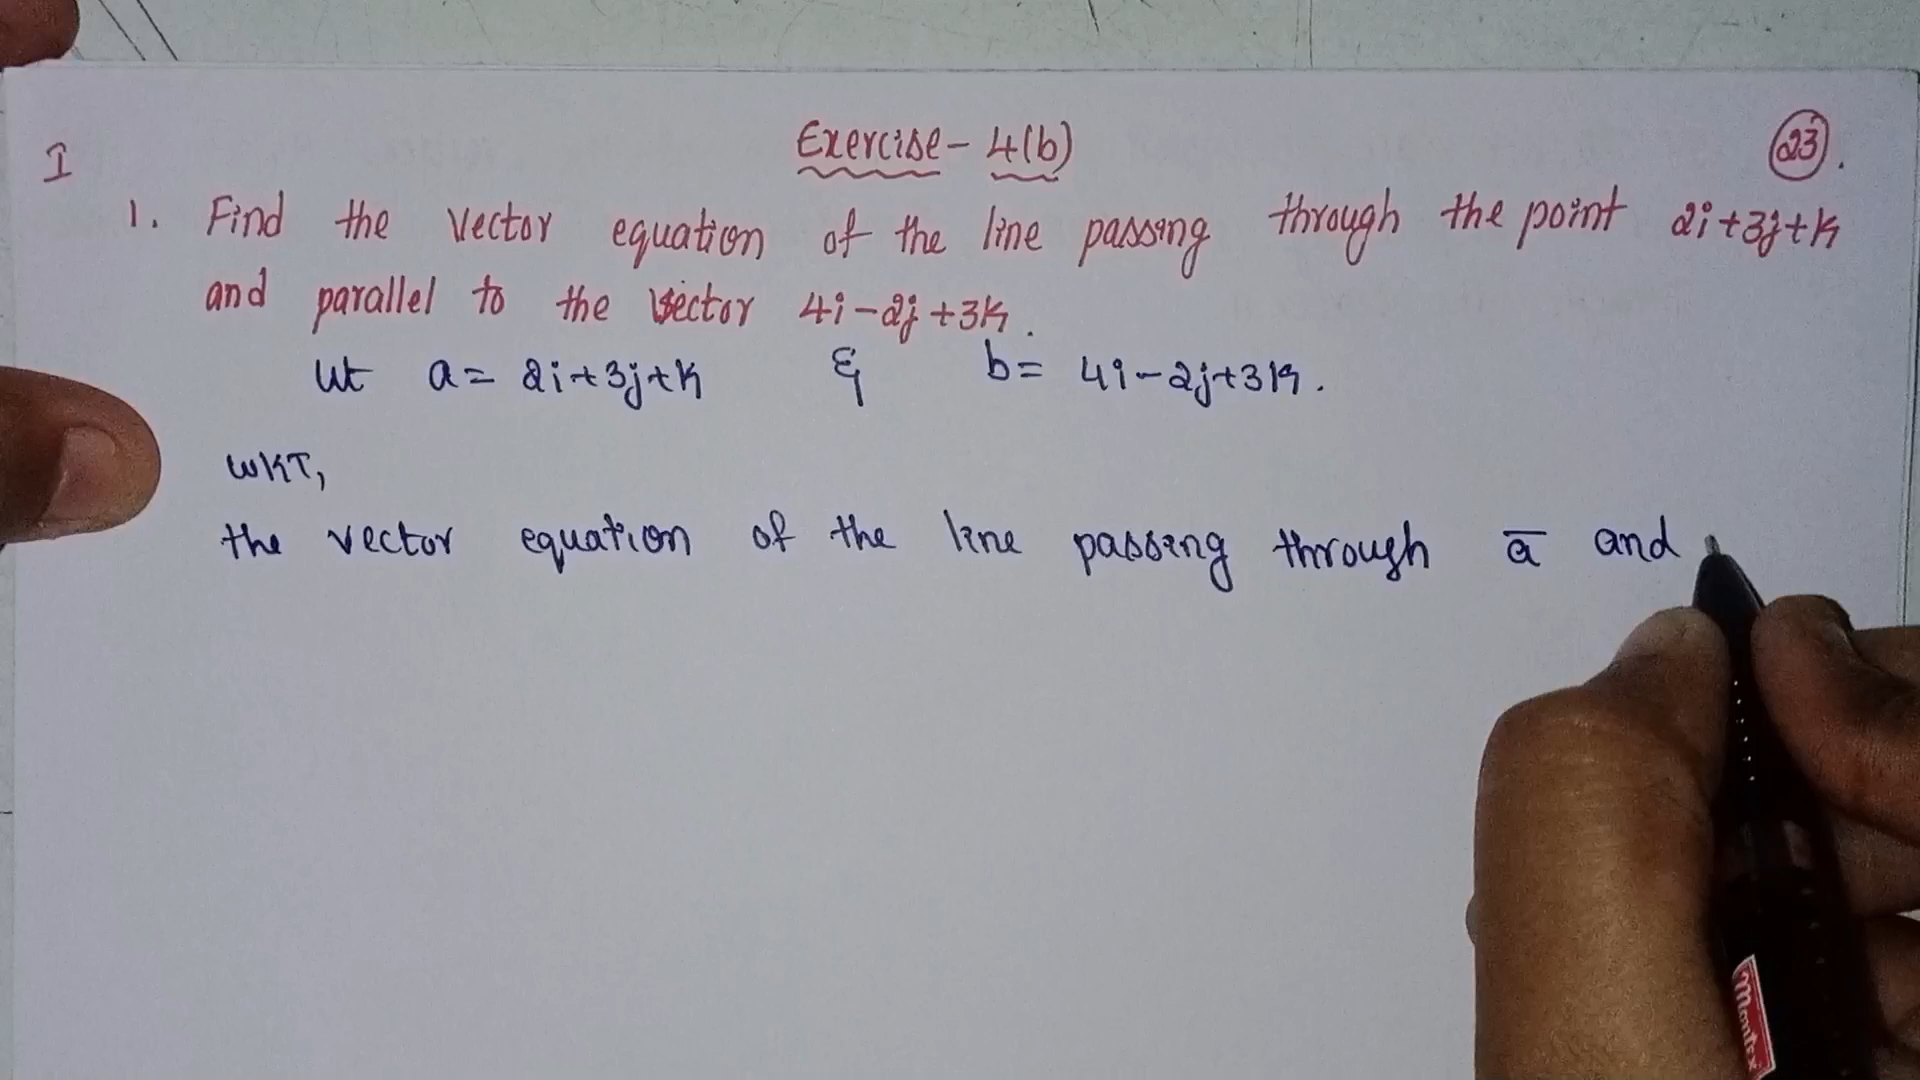 Exercise - 4(b)
23.
I
1. Find the vector equation of the line passing through the point 2i+3j+k
and parallel to the vector 4i-2j+3k.
Let a = 2i+3j+k & b = 4i-2j+3k.
WKT,
the vector equation of the line passing through a̅ and
Montex